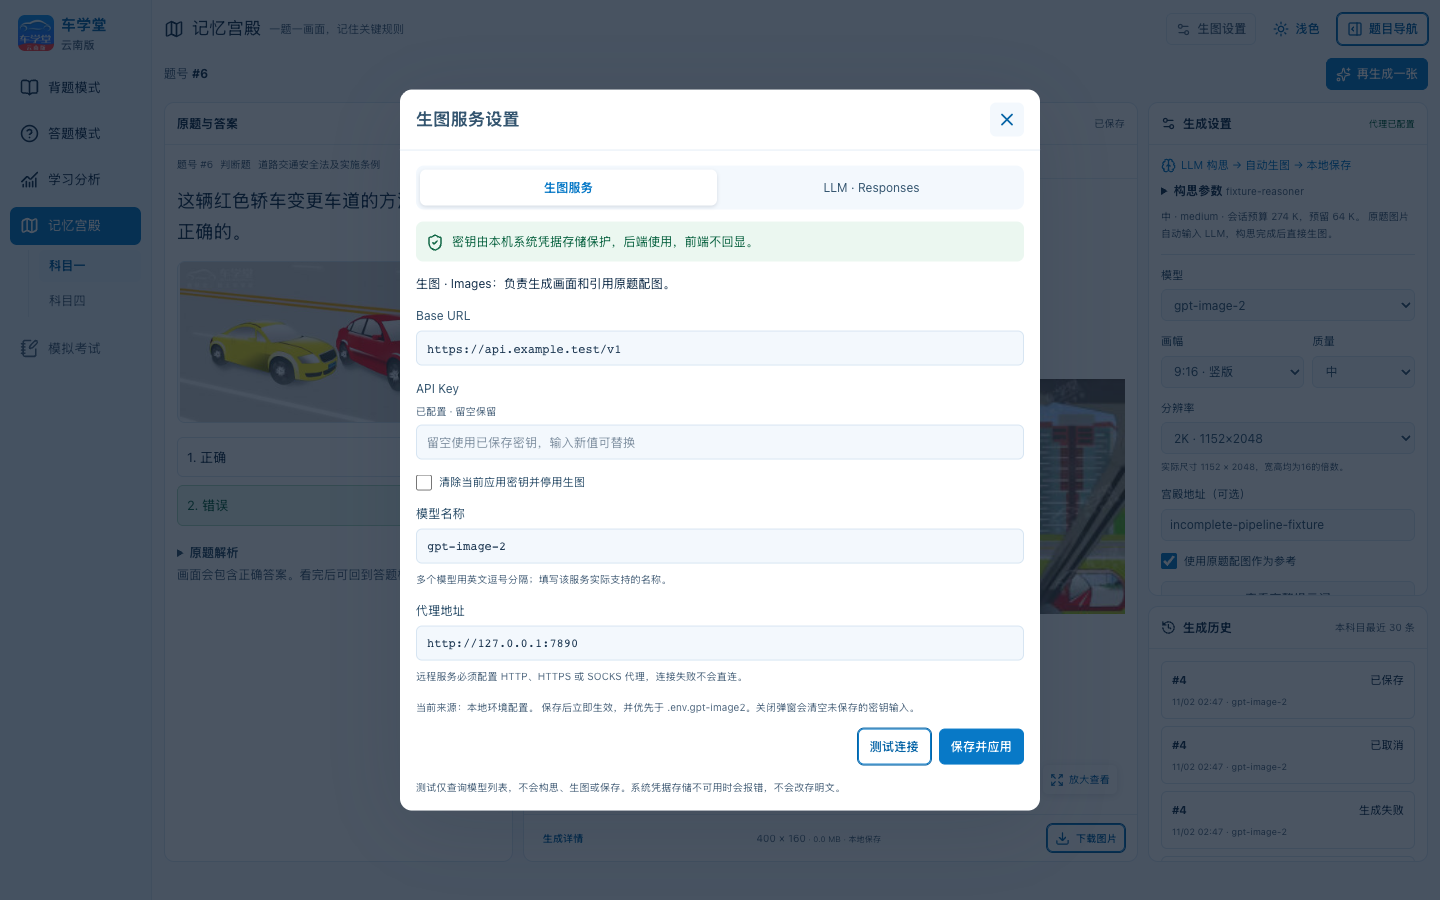 车学堂
云南版
背题模式
答题模式
学习分析
记忆宫殿
科目一
科目四
模拟考试
记忆宫殿 一题一画面，记住关键规则
生图设置
浅色
题目导航
题号 #6
再生成一张
原题与答案
题号 #6 判断题 道路交通安全法及实施条例
这辆红色轿车变更车道的方
正确的。
1. 正确
2. 错误
原题解析
画面会包含正确答案。看完后可回到答题
已保存
生图服务设置
生图服务
LLM · Responses
密钥由本机系统凭据存储保护，后端使用，前端不回显。
生图 · Images：负责生成画面和引用原题配图。
Base URL
https://api.example.test/v1
API Key
已配置 · 留空保留
留空使用已保存密钥，输入新值可替换
清除当前应用密钥并停用生图
模型名称
gpt-image-2
多个模型用英文逗号分隔；填写该服务实际支持的名称。
代理地址
http://127.0.0.1:7890
远程服务必须配置 HTTP、HTTPS 或 SOCKS 代理，连接失败不会直连。
当前来源：本地环境配置。 保存后立即生效，并优先于 .env.gpt-image2。关闭弹窗会清空未保存的密钥输入。
测试连接
保存并应用
测试仅查询模型列表，不会构思、生图或保存。系统凭据存储不可用时会报错，不会改存明文。
放大查看
生成详情
400 × 160 · 0.0 MB · 本地保存
下载图片
生成设置
代理已配置
LLM 构思 → 自动生图 → 本地保存
构思参数 fixture-reasoner
中 · medium · 会话预算 274 K，预留 64 K。 原题图片
自动输入 LLM，构思完成后直接生图。
模型
gpt-image-2
画幅
质量
9:16 · 竖版
中
分辨率
2K · 1152×2048
实际尺寸 1152 × 2048，宽高均为16的倍数。
宫殿地址（可选）
incomplete-pipeline-fixture
使用原题配图作为参考
生成历史
本科目最近 30 条
#4
已保存
11/02 02:47 · gpt-image-2
#4
已取消
11/02 02:47 · gpt-image-2
#4
生成失败
11/02 02:47 · gpt-image-2